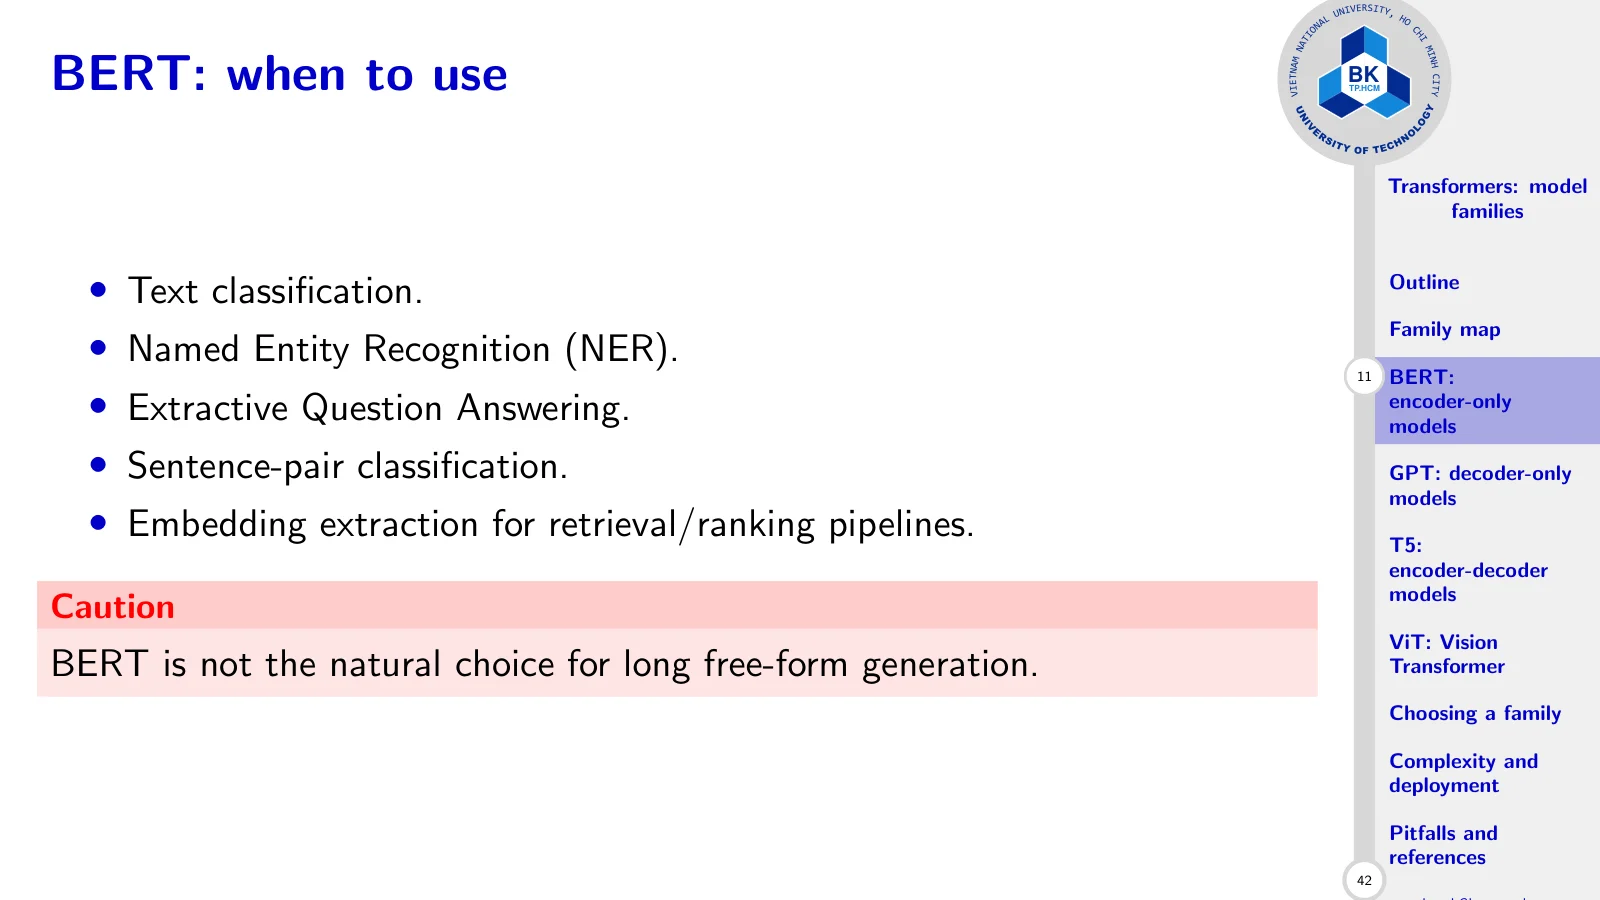 BERT: when to use
• Text classification.
• Named Entity Recognition (NER).
• Extractive Question Answering.
• Sentence-pair classification.
• Embedding extraction for retrieval/ranking pipelines.
Caution
BERT is not the natural choice for long free-form generation.
VIETNAM NATIONAL UNIVERSITY, HO CHI MINH CITY
BK
TP.HCM
UNIVERSITY OF TECHNOLOGY
Transformers: model
families
Outline
Family map
11
BERT:
encoder-only
models
GPT: decoder-only
models
T5:
encoder-decoder
models
ViT: Vision
Transformer
Choosing a family
Complexity and
deployment
Pitfalls and
references
42